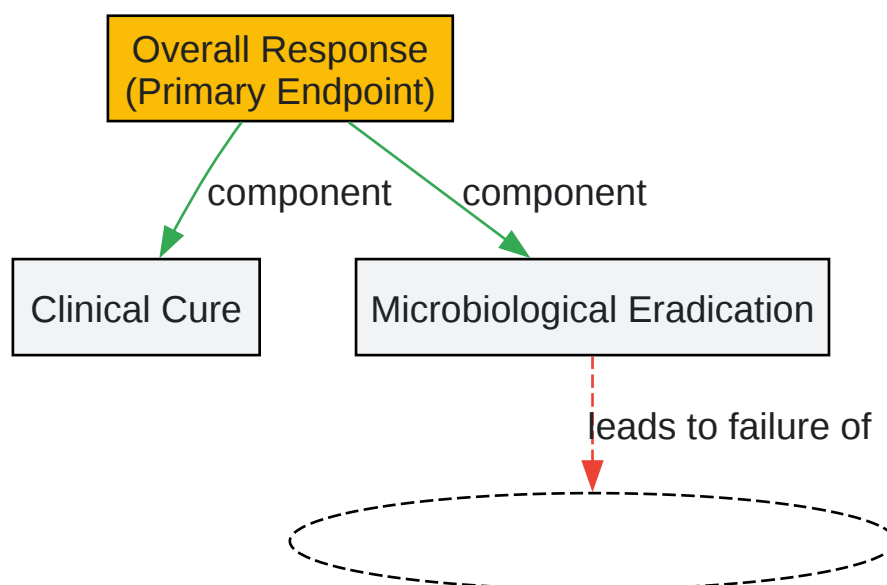 Overall Response
(Primary Endpoint)
component
component
Clinical Cure
Microbiological Eradication
leads to failure of